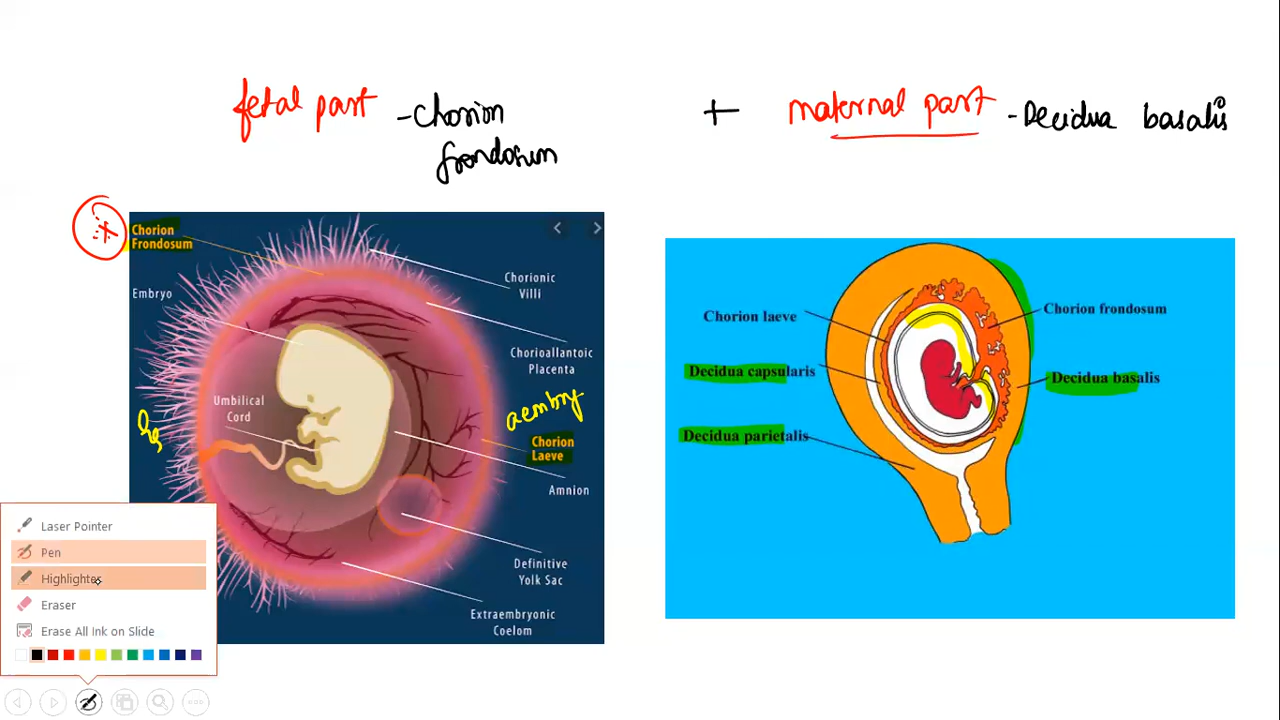 fetal part - Chorion
frondosum
+ maternal part - Decidua basalis
Chorion
Frondosum
Embryo
Umbilical
Cord
Chorionic
Villi
Chorioallantoic
Placenta
aembry
Chorion
Laeve
Amnion
Definitive
Yolk Sac
Extraembryonic
Coelom
Chorion laeve
Decidua capsularis
Decidua parietalis
Chorion frondosum
Decidua basalis
Laser Pointer
Pen
Highlighter
Eraser
Erase All Ink on Slide